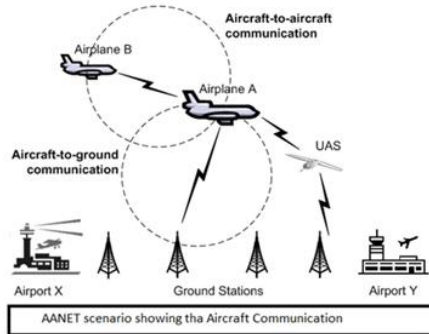 Aircraft-to-aircraft
communication
Airplane B
Airplane A
Aircraft-to-ground
communication
UAS
Airport X
Ground Stations
Airport Y
AANET scenario showing tha Aircraft Communication